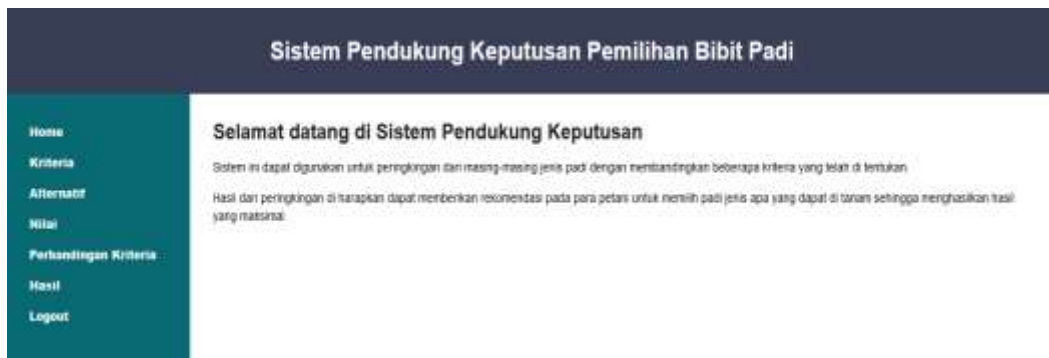 Sistem Pendukung Keputusan Pemilihan Bibit Padi
Home
Kriteria
Alternatif
Nilai
Perbandingan Kriteria
Hasil
Logout
Selamat datang di Sistem Pendukung Keputusan
Sistem ini dapat digunakan untuk peringkingan dari masing-masing jenis padi dengan membandingkan beberapa kriteria yang telah di tentukan
Hasil dari peringkingan di harapkan dapat memberikan rekomendasi pada para petani untuk memilih padi jenis apa yang dapat di tanam sehingga menghasilkan hasil
yang maksimal